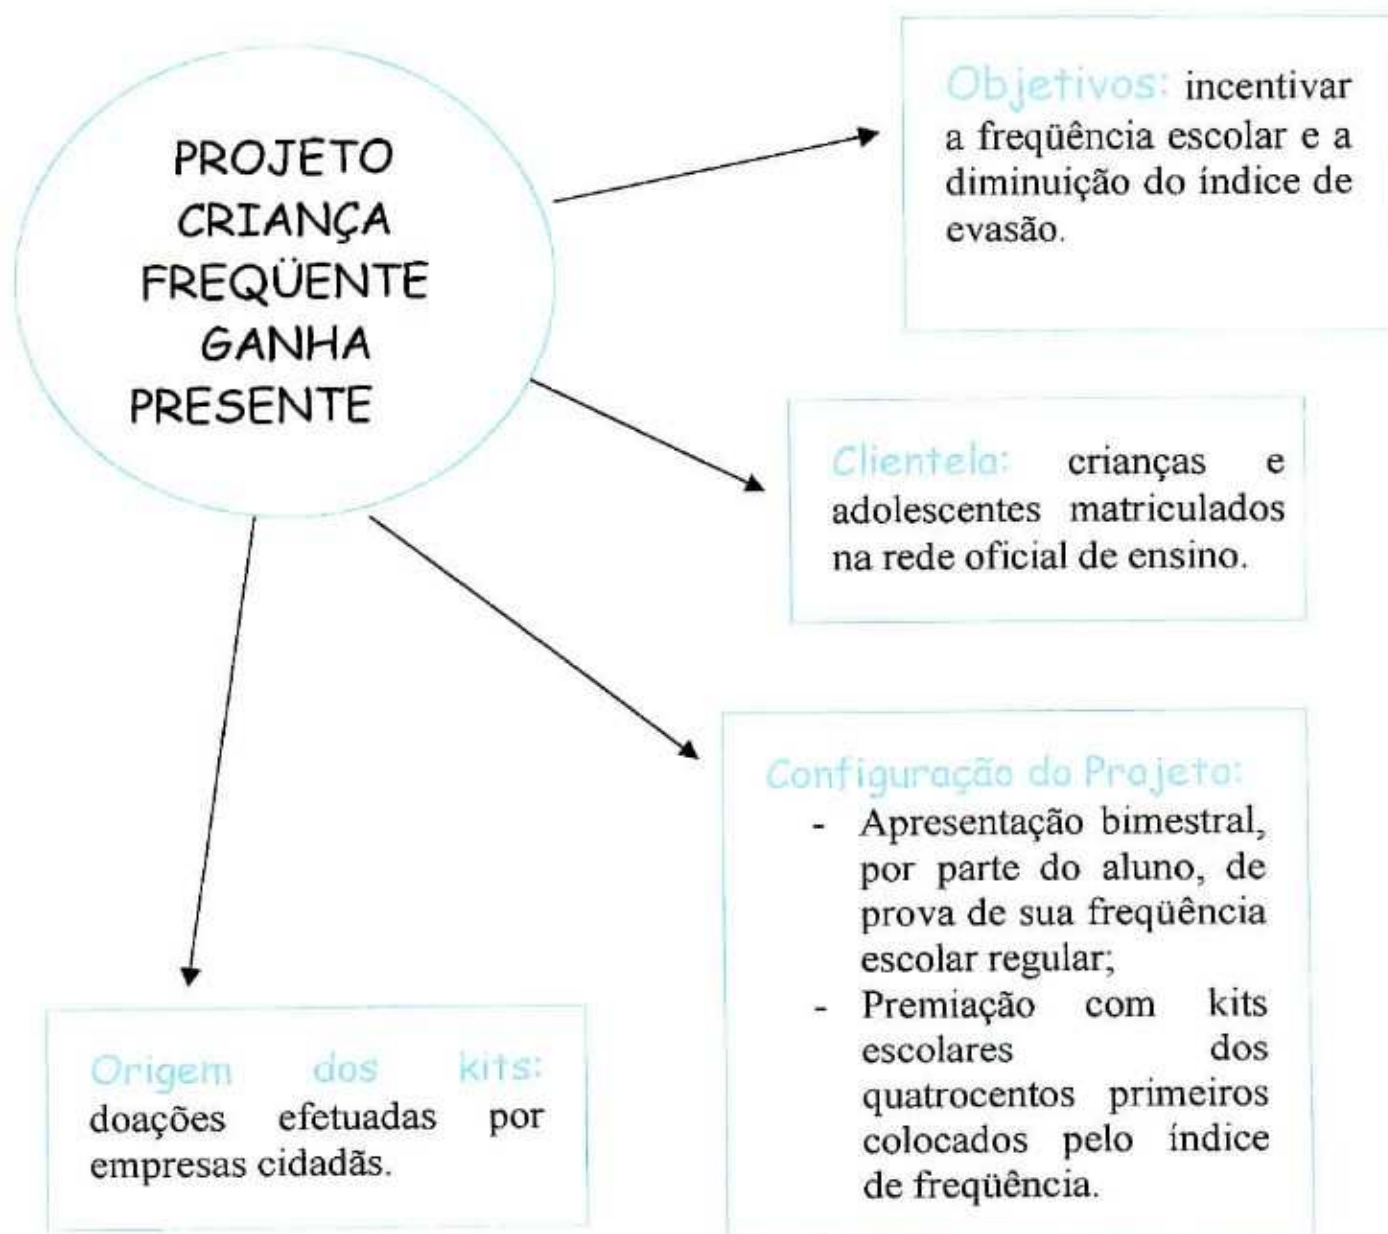 PROJETO
CRIANÇA
FREQÜENTE
GANHA
PRESENTE
Objetivos: incentivar
a freqüência escolar e a
diminuição do índice de
evasão.
Clientela: crianças e
adolescentes matriculados
na rede oficial de ensino.
Configuração do Projeto:
- Apresentação bimestral,
por parte do aluno, de
prova de sua freqüência
escolar regular;
- Premiação com kits
escolares dos
quatrocentos primeiros
colocados pelo índice
de freqüência.
Origem dos kits:
doações efetuadas por
empresas cidadãs.